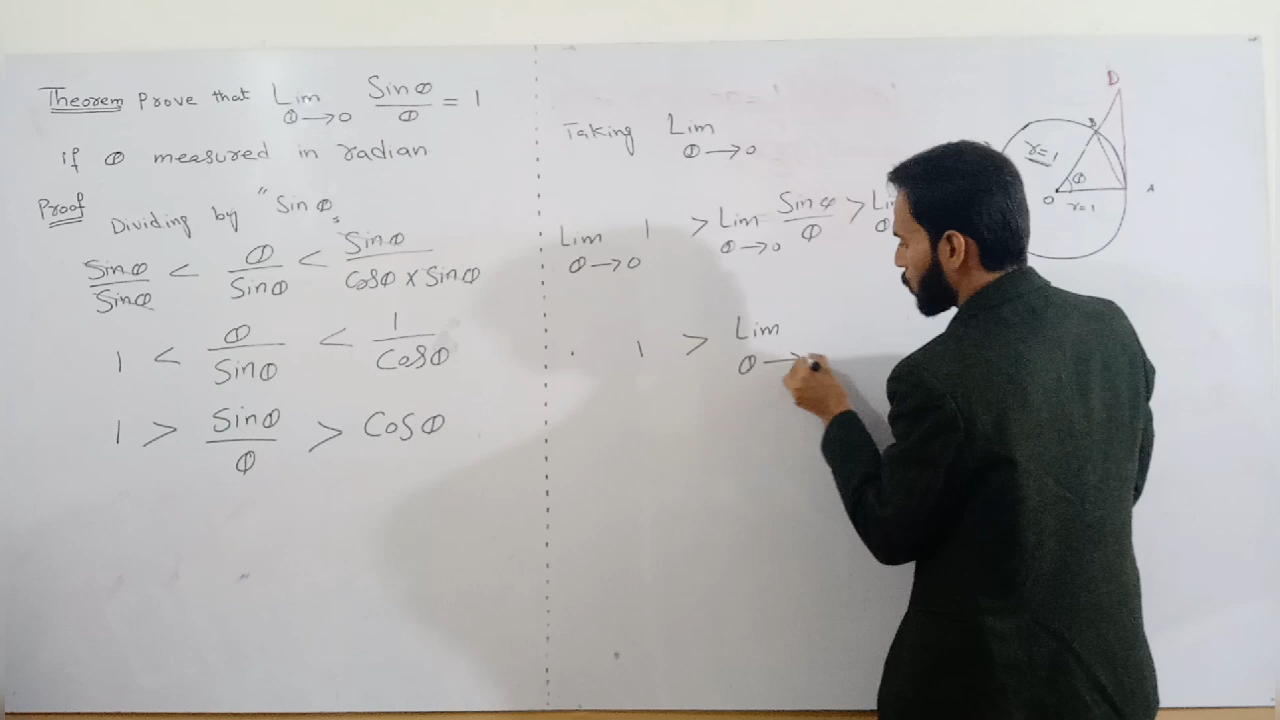 Theorem Prove that Lim θ→0 Sinθ/θ = 1
if θ measured in radian
Proof
Dividing by "Sinθ"
Sinθ/Sinθ < θ/Sinθ < Sinθ/Cosθ × Sinθ
1 < θ/Sinθ < 1/Cosθ
1 > Sinθ/θ > Cosθ
Taking Lim θ→0
Lim θ→0 1 > Lim θ→0 Sinθ/θ >
1 > Lim θ→
D
B
r=1
θ
O
r=1
A